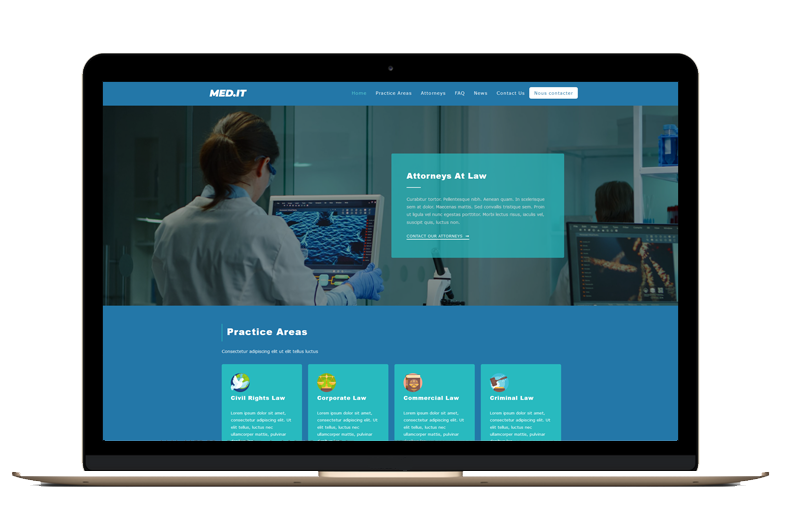 MED.IT
Home Practice Areas Attorneys FAQ News Contact Us Nous contacter
Attorneys At Law
Curabitur tortor. Pellentesque nibh. Aenean quam. In scelerisque
sem at dolor. Maecenas mattis. Sed convallis tristique sem. Proin
ut ligula vel nunc egestas porttitor. Morbi lectus risus, iaculis vel,
suscipit quis, luctus non.
CONTACT OUR ATTORNEYS →
Practice Areas
Consectetur adipiscing elit ut elit tellus luctus
Civil Rights Law Corporate Law Commercial Law Criminal Law
Lorem ipsum dolor sit amet, Lorem ipsum dolor sit amet, Lorem ipsum dolor sit amet, Lorem ipsum dolor sit amet,
consectetur adipiscing elit. Ut consectetur adipiscing elit. Ut consectetur adipiscing elit. Ut consectetur adipiscing elit. Ut
elit tellus, luctus nec elit tellus, luctus nec elit tellus, luctus nec elit tellus, luctus nec
ullamcorper mattis, pulvinar ullamcorper mattis, pulvinar ullamcorper mattis, pulvinar ullamcorper mattis, pulvinar